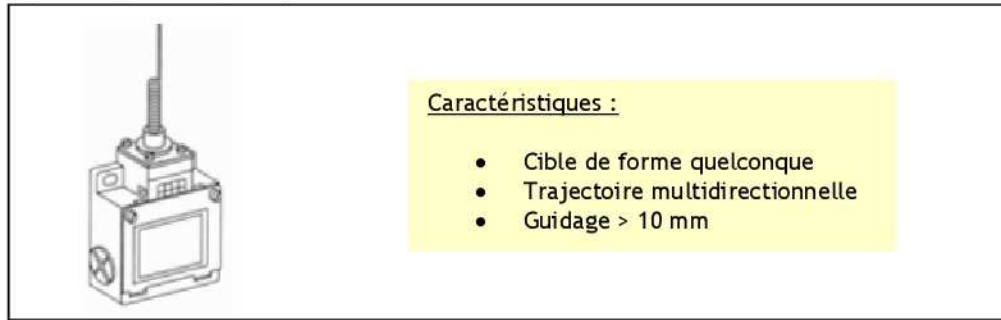 Caractéristiques :
• Cible de forme quelconque
• Trajectoire multidirectionnelle
• Guidage > 10 mm